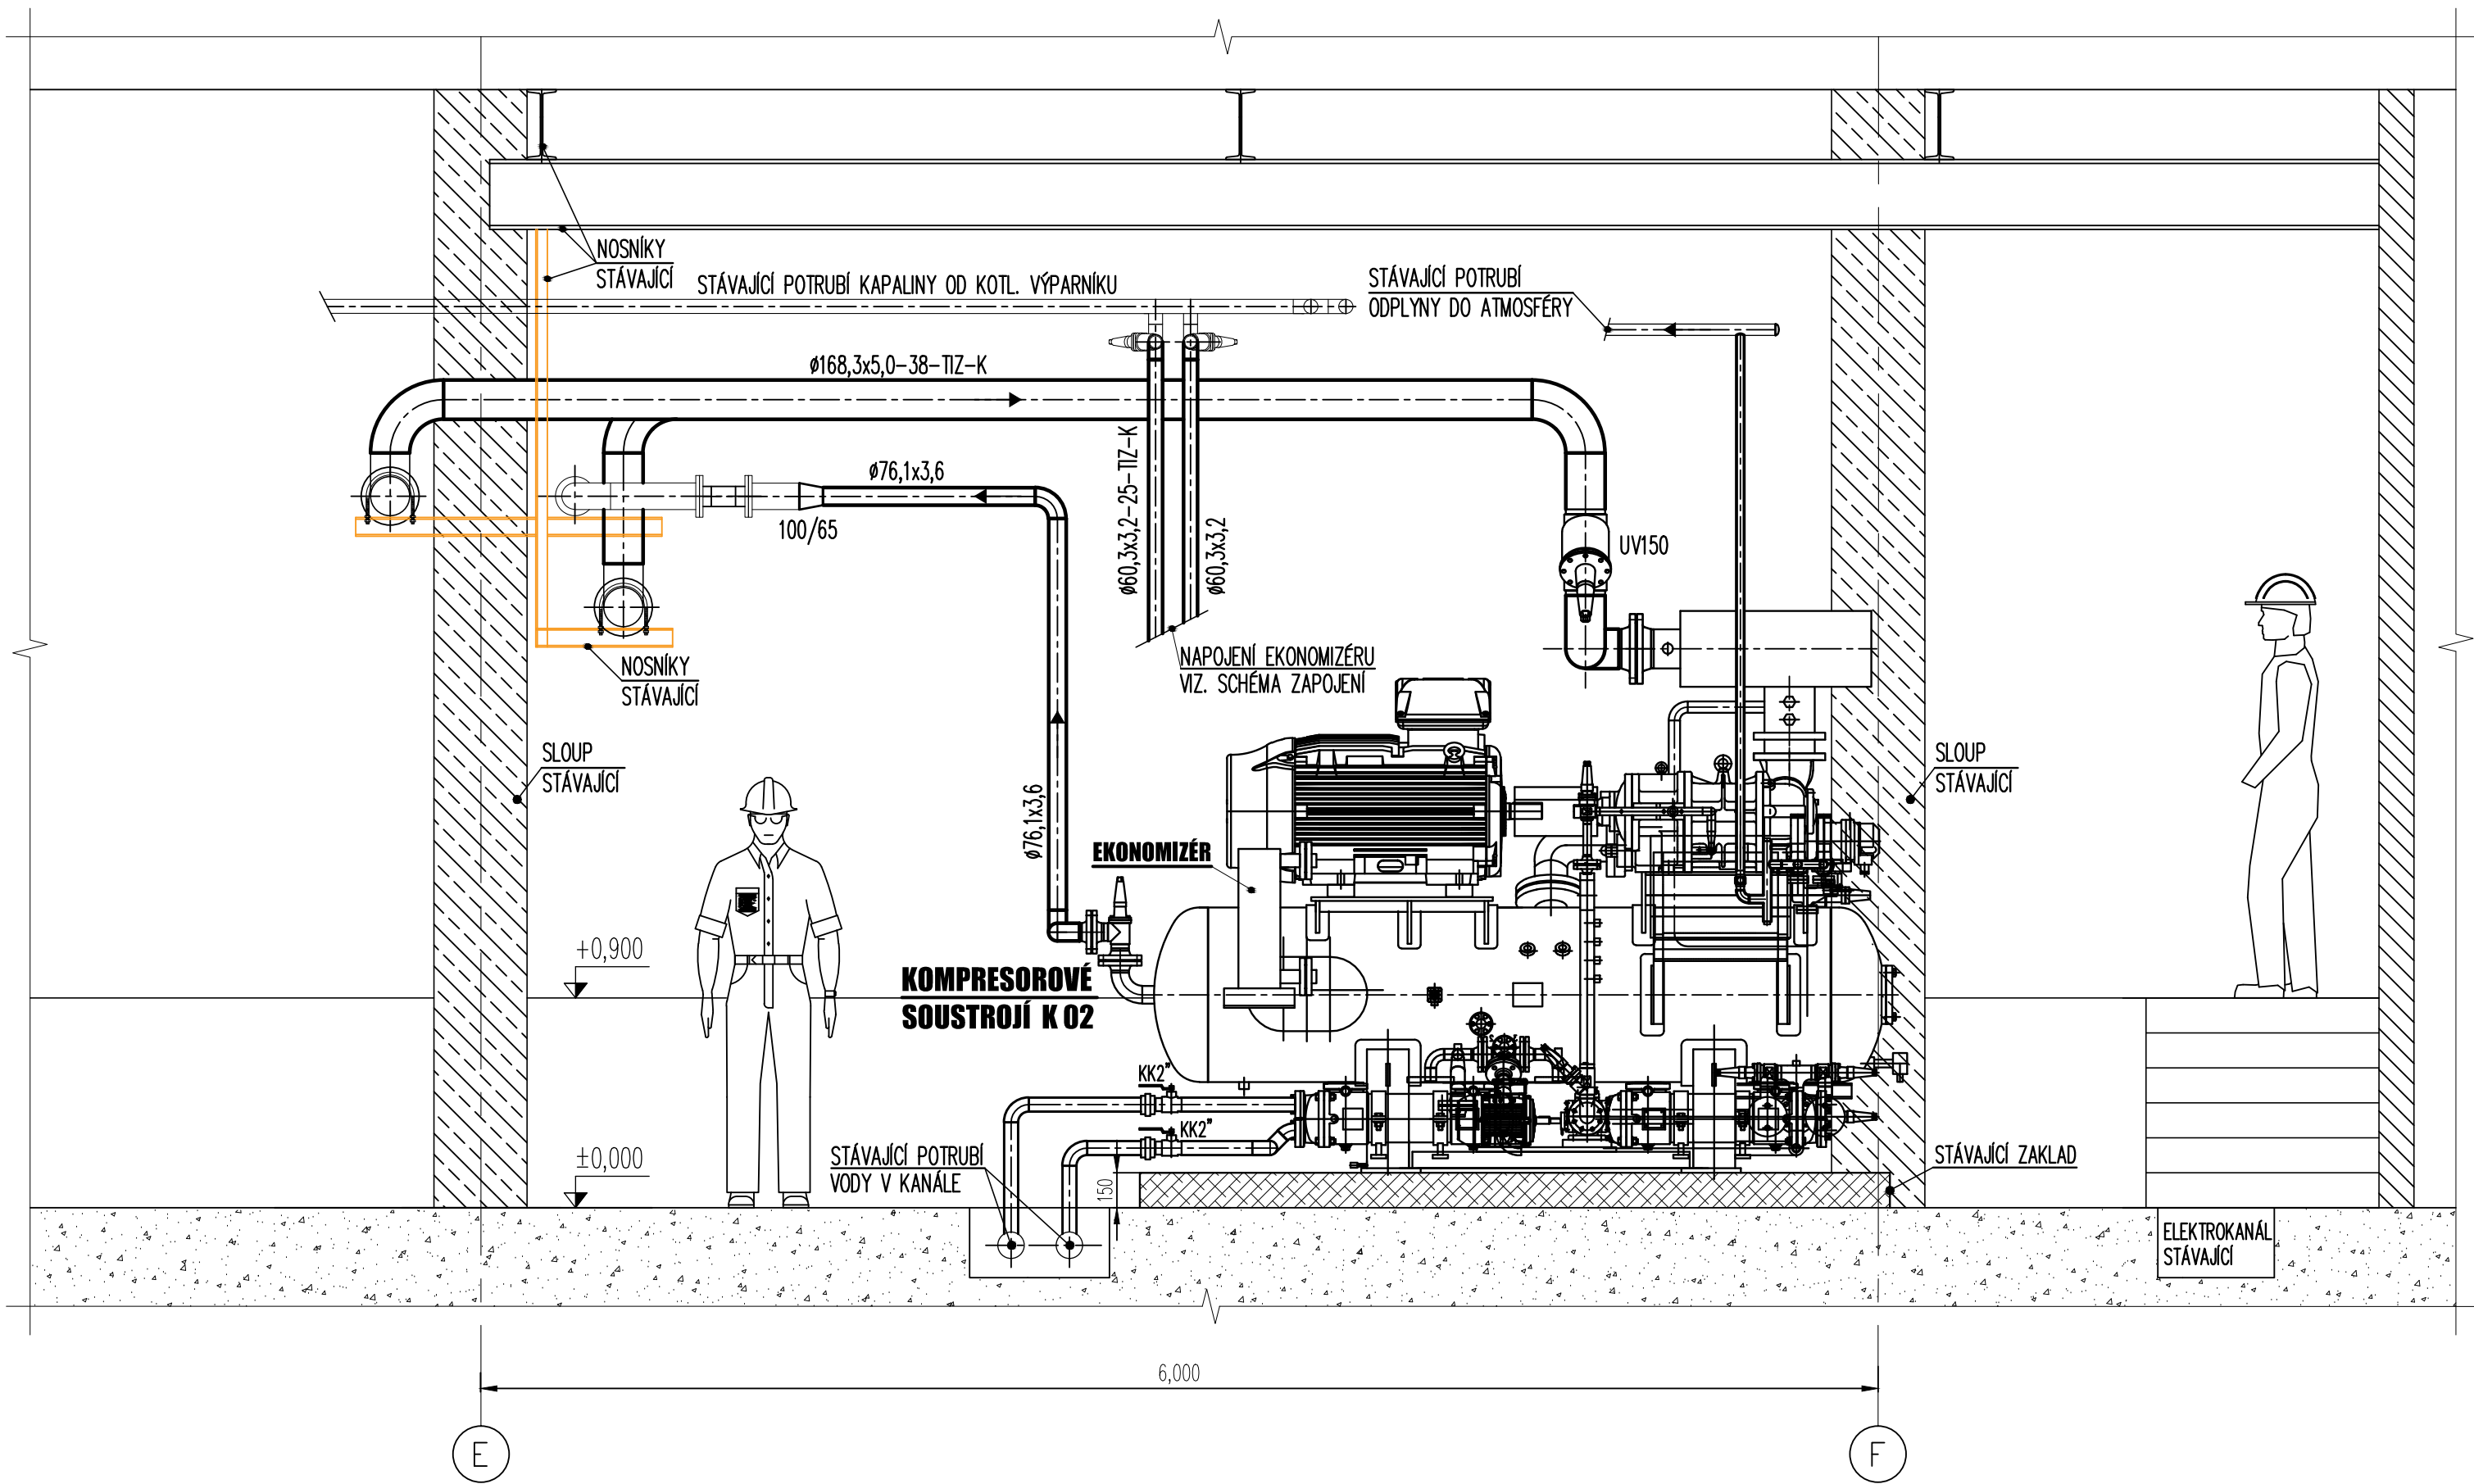 NOSNÍKY
STÁVAJÍCÍ
STÁVAJÍCÍ POTRUBÍ KAPALINY OD KOTL. VÝPARNÍKU
STÁVAJÍCÍ POTRUBÍ
ODPLYNY DO ATMOSFÉRY
ø168,3x5,0-38-TIZ-K
ø76,1x3,6
100/65
ø60,3x3,2-25-TIZ-K
ø60,3x3,2
UV150
NOSNÍKY
STÁVAJÍCÍ
NAPOJENÍ EKONOMIZÉRU
VIZ. SCHÉMA ZAPOJENÍ
SLOUP
STÁVAJÍCÍ
SLOUP
STÁVAJÍCÍ
ø76,1x3,6
EKONOMIZÉR
+0,900
KOMPRESOROVÉ
SOUSTROJÍ K 02
KK2"
KK2"
±0,000
STÁVAJÍCÍ POTRUBÍ
VODY V KANÁLE
150
STÁVAJÍCÍ ZAKLAD
ELEKTROKANÁL
STÁVAJÍCÍ
6,000
E
F